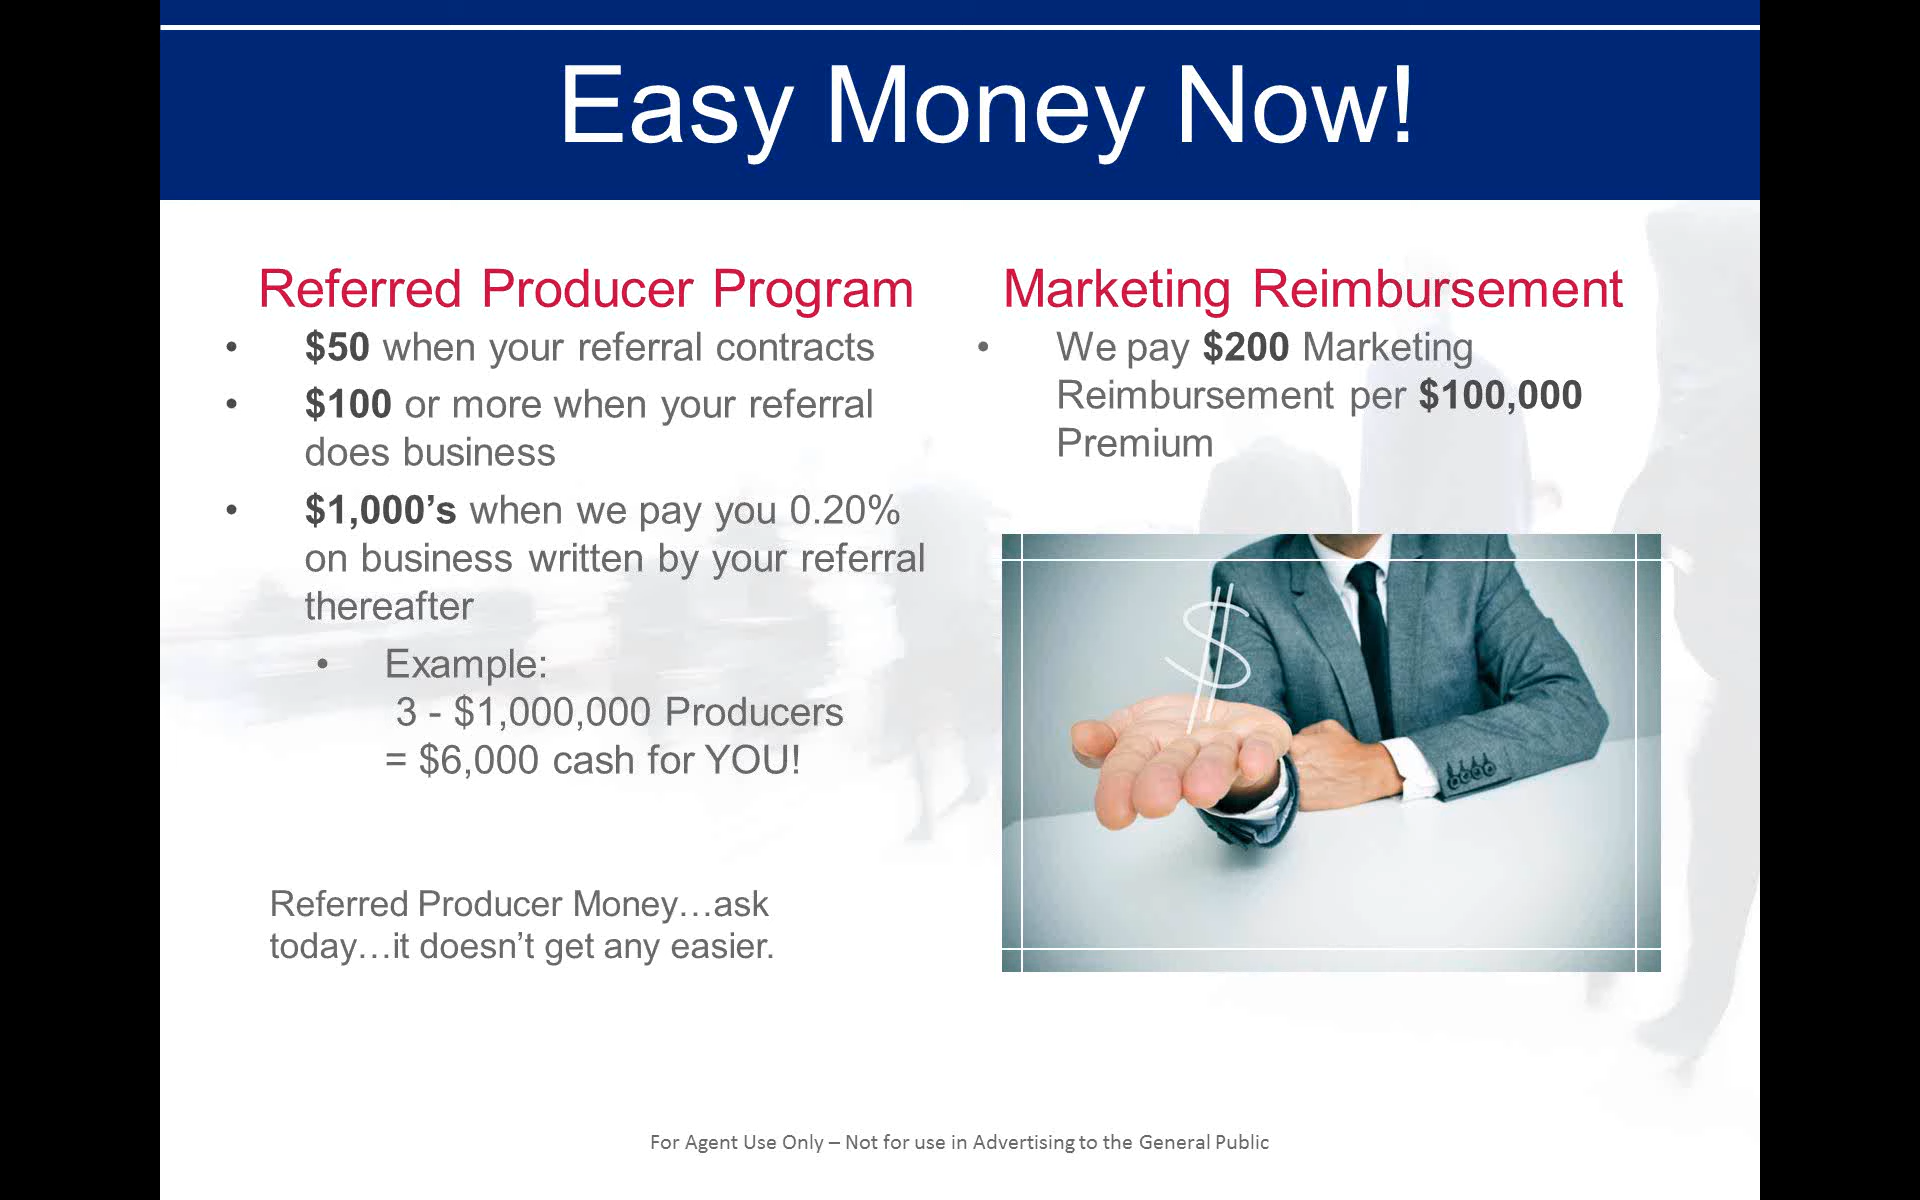 Easy Money Now!
Referred Producer Program
• $50 when your referral contracts
• $100 or more when your referral
does business
• $1,000’s when we pay you 0.20%
on business written by your referral
thereafter
• Example:
3 - $1,000,000 Producers
= $6,000 cash for YOU!
Referred Producer Money…ask
today…it doesn’t get any easier.
Marketing Reimbursement
• We pay $200 Marketing
Reimbursement per $100,000
Premium
$
For Agent Use Only – Not for use in Advertising to the General Public